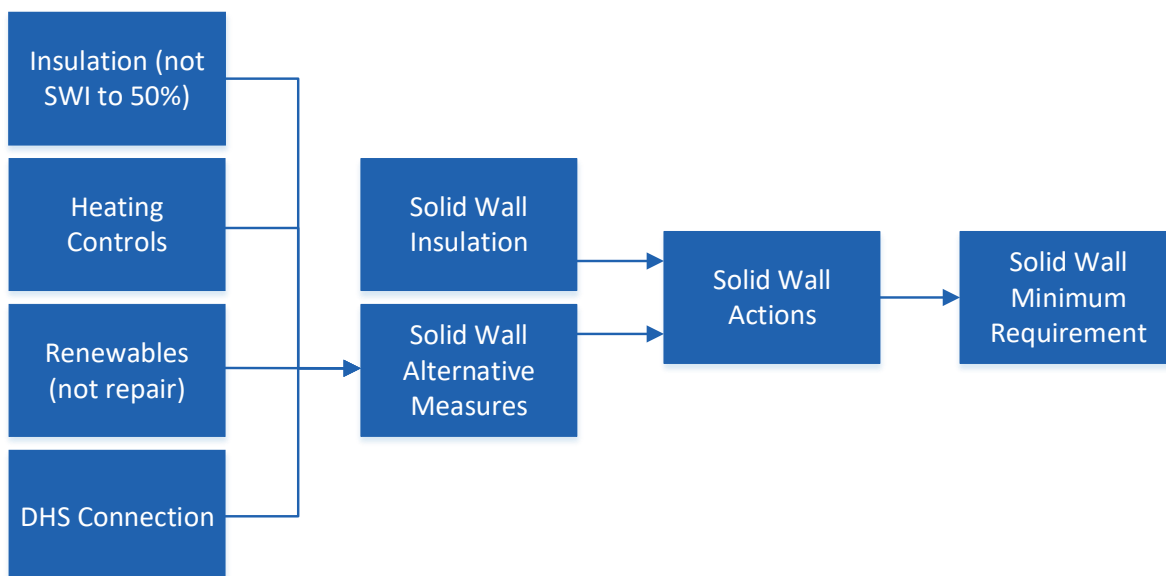 Insulation (not
SWI to 50%)
Heating
Controls
Renewables
(not repair)
DHS Connection
Solid Wall
Insulation
Solid Wall
Alternative
Measures
Solid Wall
Actions
Solid Wall
Minimum
Requirement